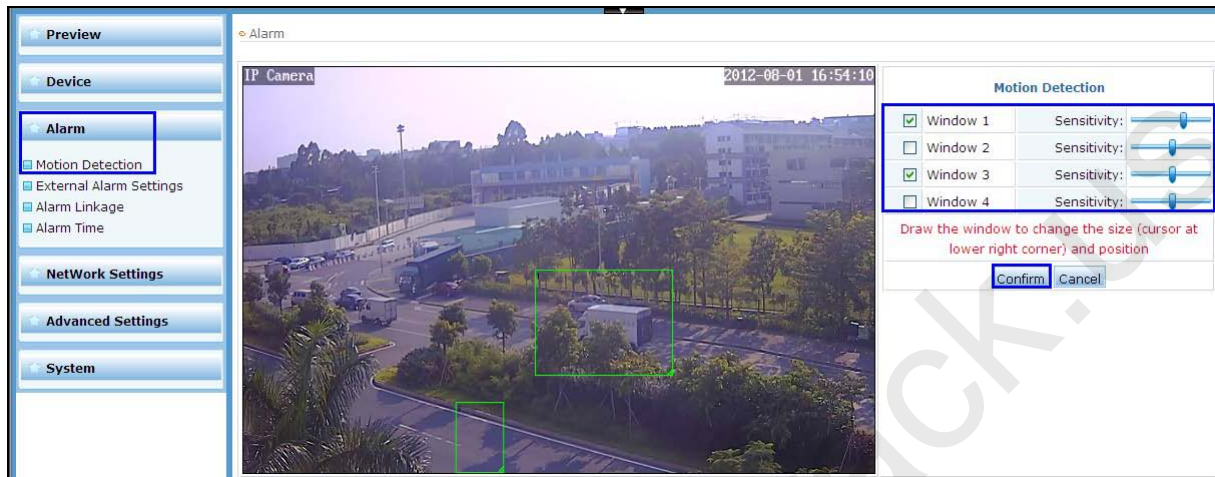 Preview
Device
Alarm
Motion Detection
External Alarm Settings
Alarm Linkage
Alarm Time
NetWork Settings
Advanced Settings
System
Alarm
IP Camera 2012-08-01 16:54:10
Motion Detection
Window 1 Sensitivity:
Window 2 Sensitivity:
Window 3 Sensitivity:
Window 4 Sensitivity:
Draw the window to change the size (cursor at
lower right corner) and position
Confirm Cancel
ck.us